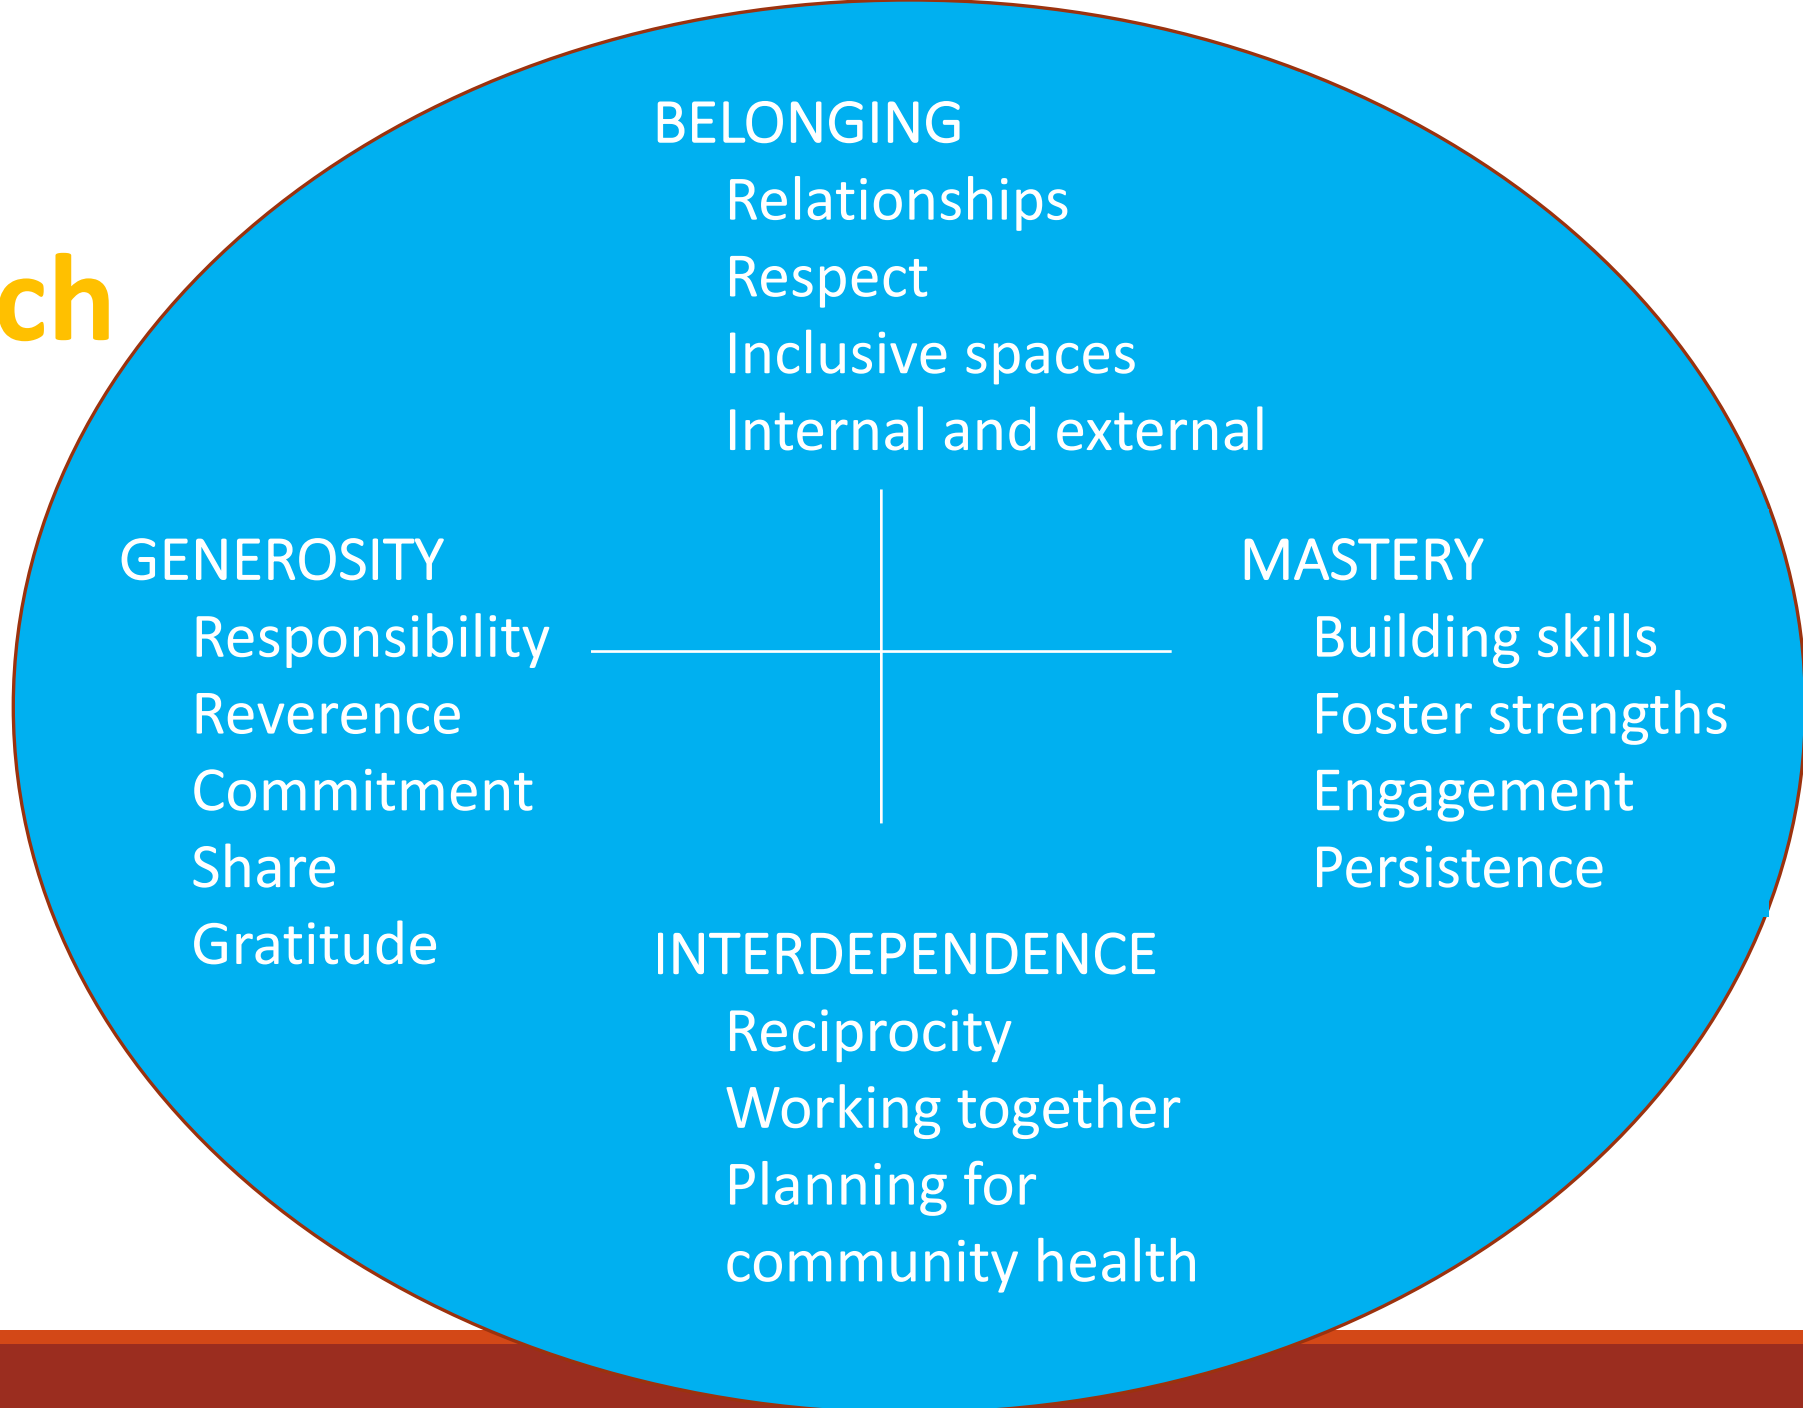 ch
BELONGING
Relationships
Respect
Inclusive spaces
Internal and external
GENEROSITY
Responsibility
Reverence
Commitment
Share
Gratitude
MASTERY
Building skills
Foster strengths
Engagement
Persistence
INTERDEPENDENCE
Reciprocity
Working together
Planning for
community health